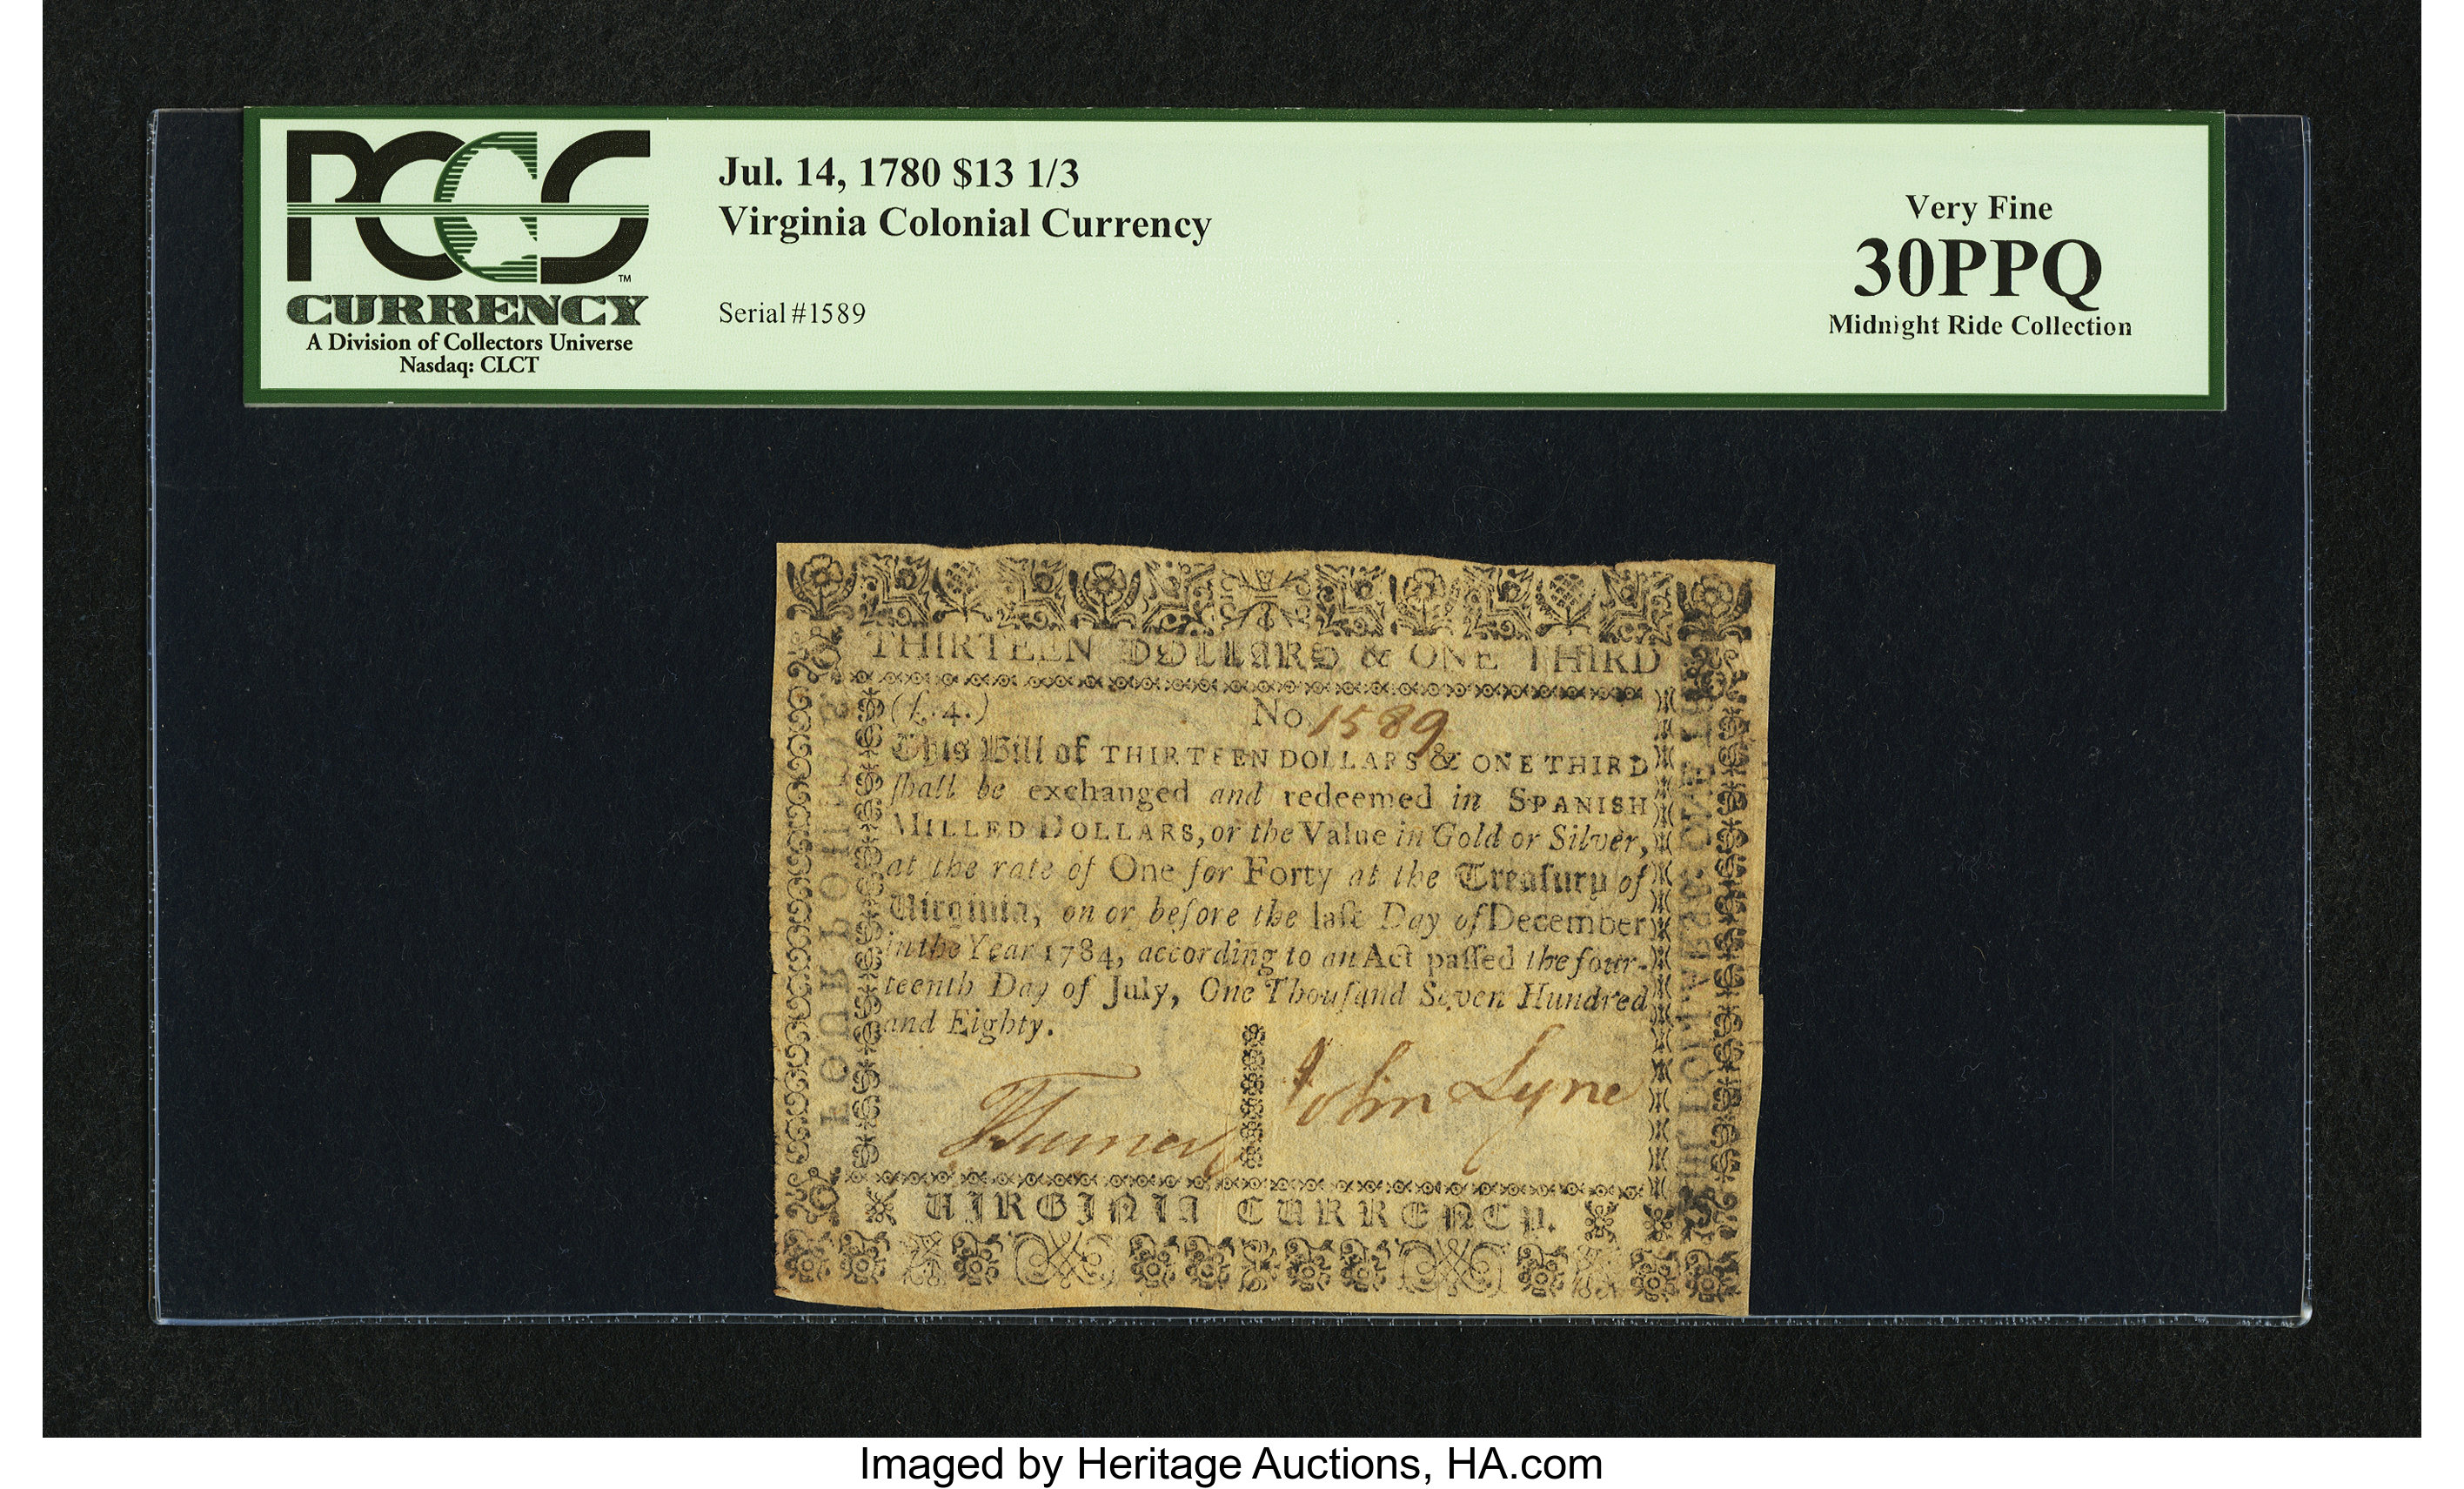 PCGS
™
CURRENCY
A Division of Collectors Universe
Nasdaq: CLCT
Jul. 14, 1780 $13 1/3
Virginia Colonial Currency
Serial #1589
Very Fine
30PPQ
Midnight Ride Collection
THIRTEEN DOLLARS & ONE THIRD
(£.4.)
No 1589
This Bill of THIRTEEN DOLLARS & ONE THIRD
ſhall be exchanged and redeemed in SPANISH
MILLED DOLLARS, or the Value in Gold or Silver,
at the rate of One for Forty at the Treaſury of
Virginia, on or before the laſt Day of December
in the Year 1784, according to an Act paſſed the four-
teenth Day of July, One Thouſand Seven Hundred
and Eighty.
John Lyne
VIRGINIA CURRENCY.
FOUR POUNDS
Imaged by Heritage Auctions, HA.com